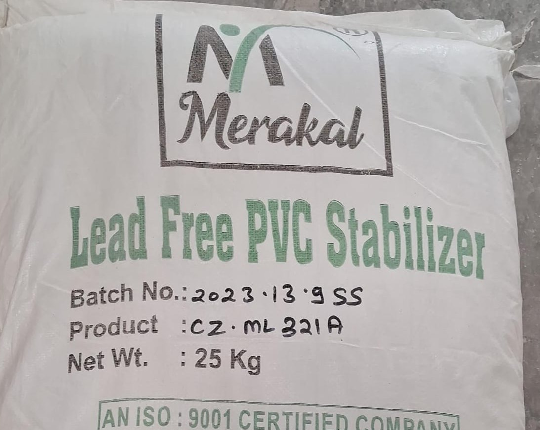 Merakal
Lead Free PVC Stabilizer
Batch No.: 2023.13.9 SS
Product : CZ. ML 321A
Net Wt. : 25 Kg
AN ISO : 9001 CERTIFIED COMPANY